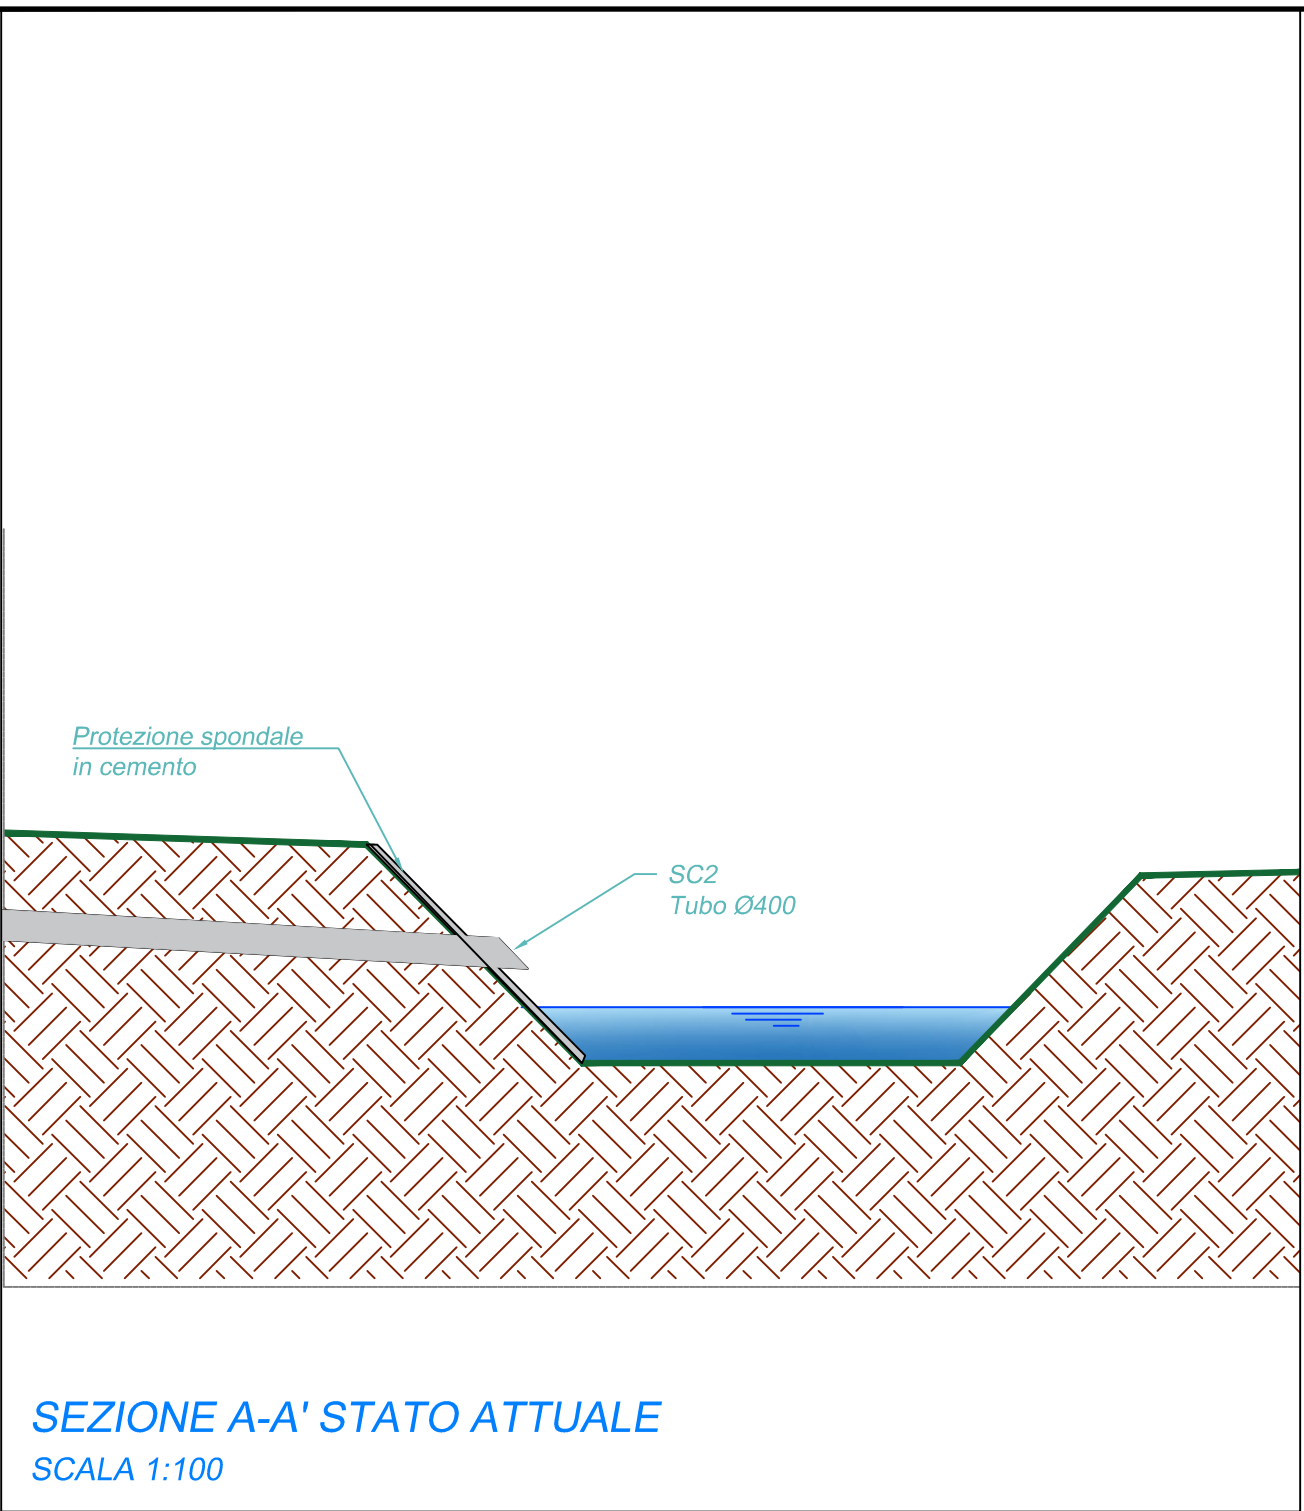 Protezione spondale
in cemento
SC2
Tubo Ø400
SEZIONE A-A' STATO ATTUALE
SCALA 1:100